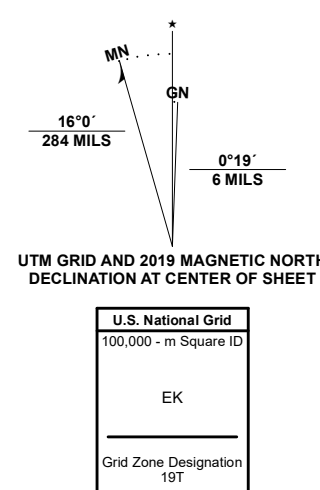 ★
MN
GN
16°0´
284 MILS
0°19´
6 MILS
UTM GRID AND 2019 MAGNETIC NORTH
DECLINATION AT CENTER OF SHEET
U.S. National Grid
100,000 - m Square ID
EK
Grid Zone Designation
19T